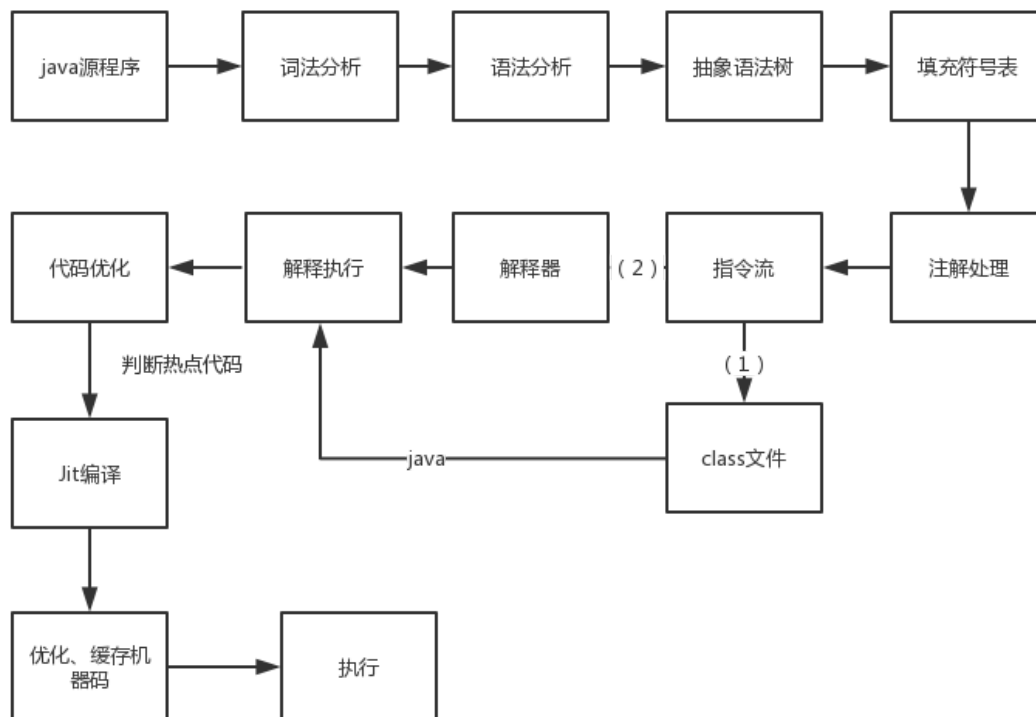 java源程序
词法分析
语法分析
抽象语法树
填充符号表
代码优化
解释执行
解释器
（2）
指令流
注解处理
判断热点代码
（1）
Jit编译
java
class文件
优化、缓存机
器码
执行